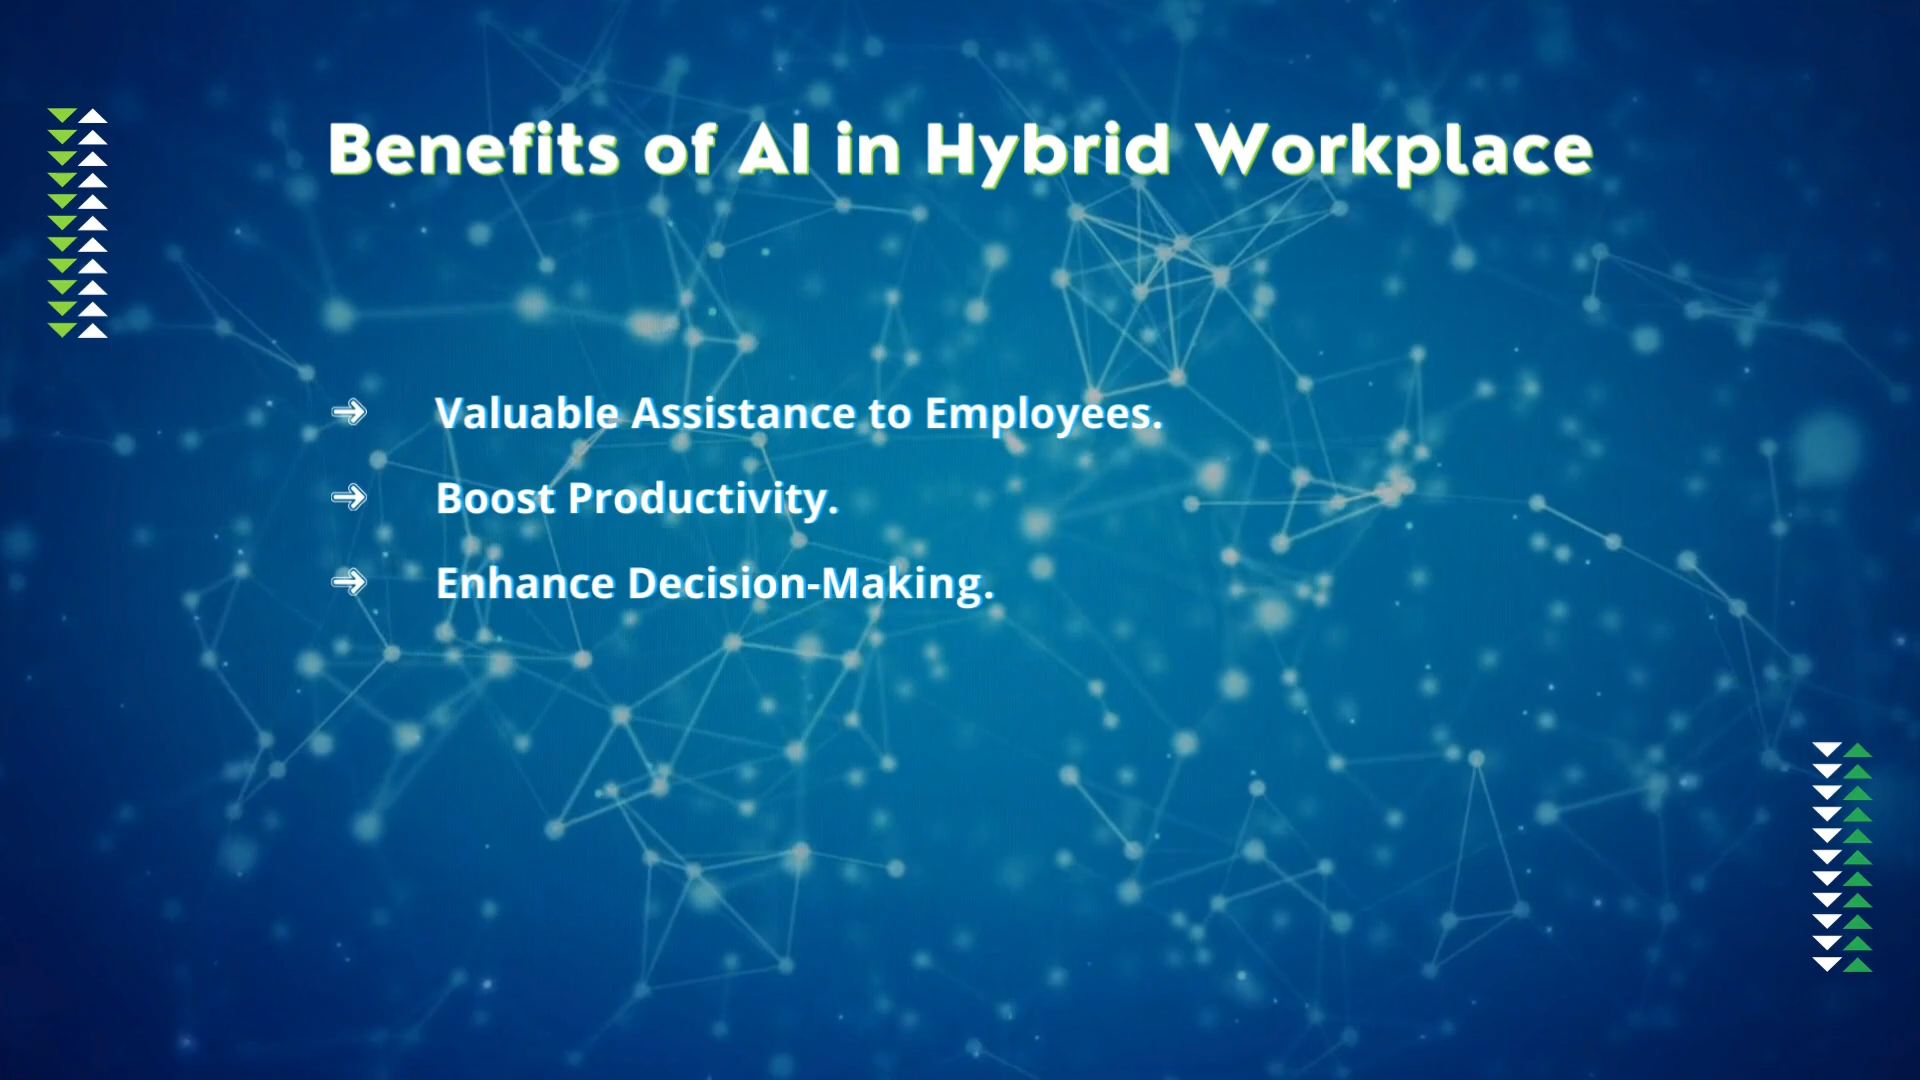 Benefits of AI in Hybrid Workplace
→ Valuable Assistance to Employees.
→ Boost Productivity.
→ Enhance Decision-Making.